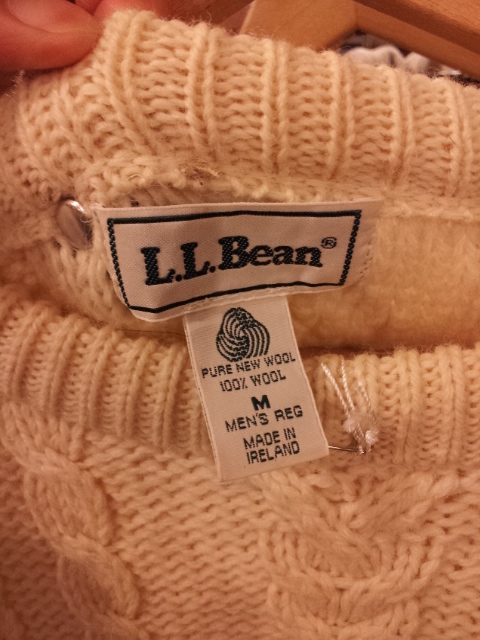 L.L.Bean®
PURE NEW WOOL
100% WOOL
M
MEN'S REG
MADE IN
IRELAND